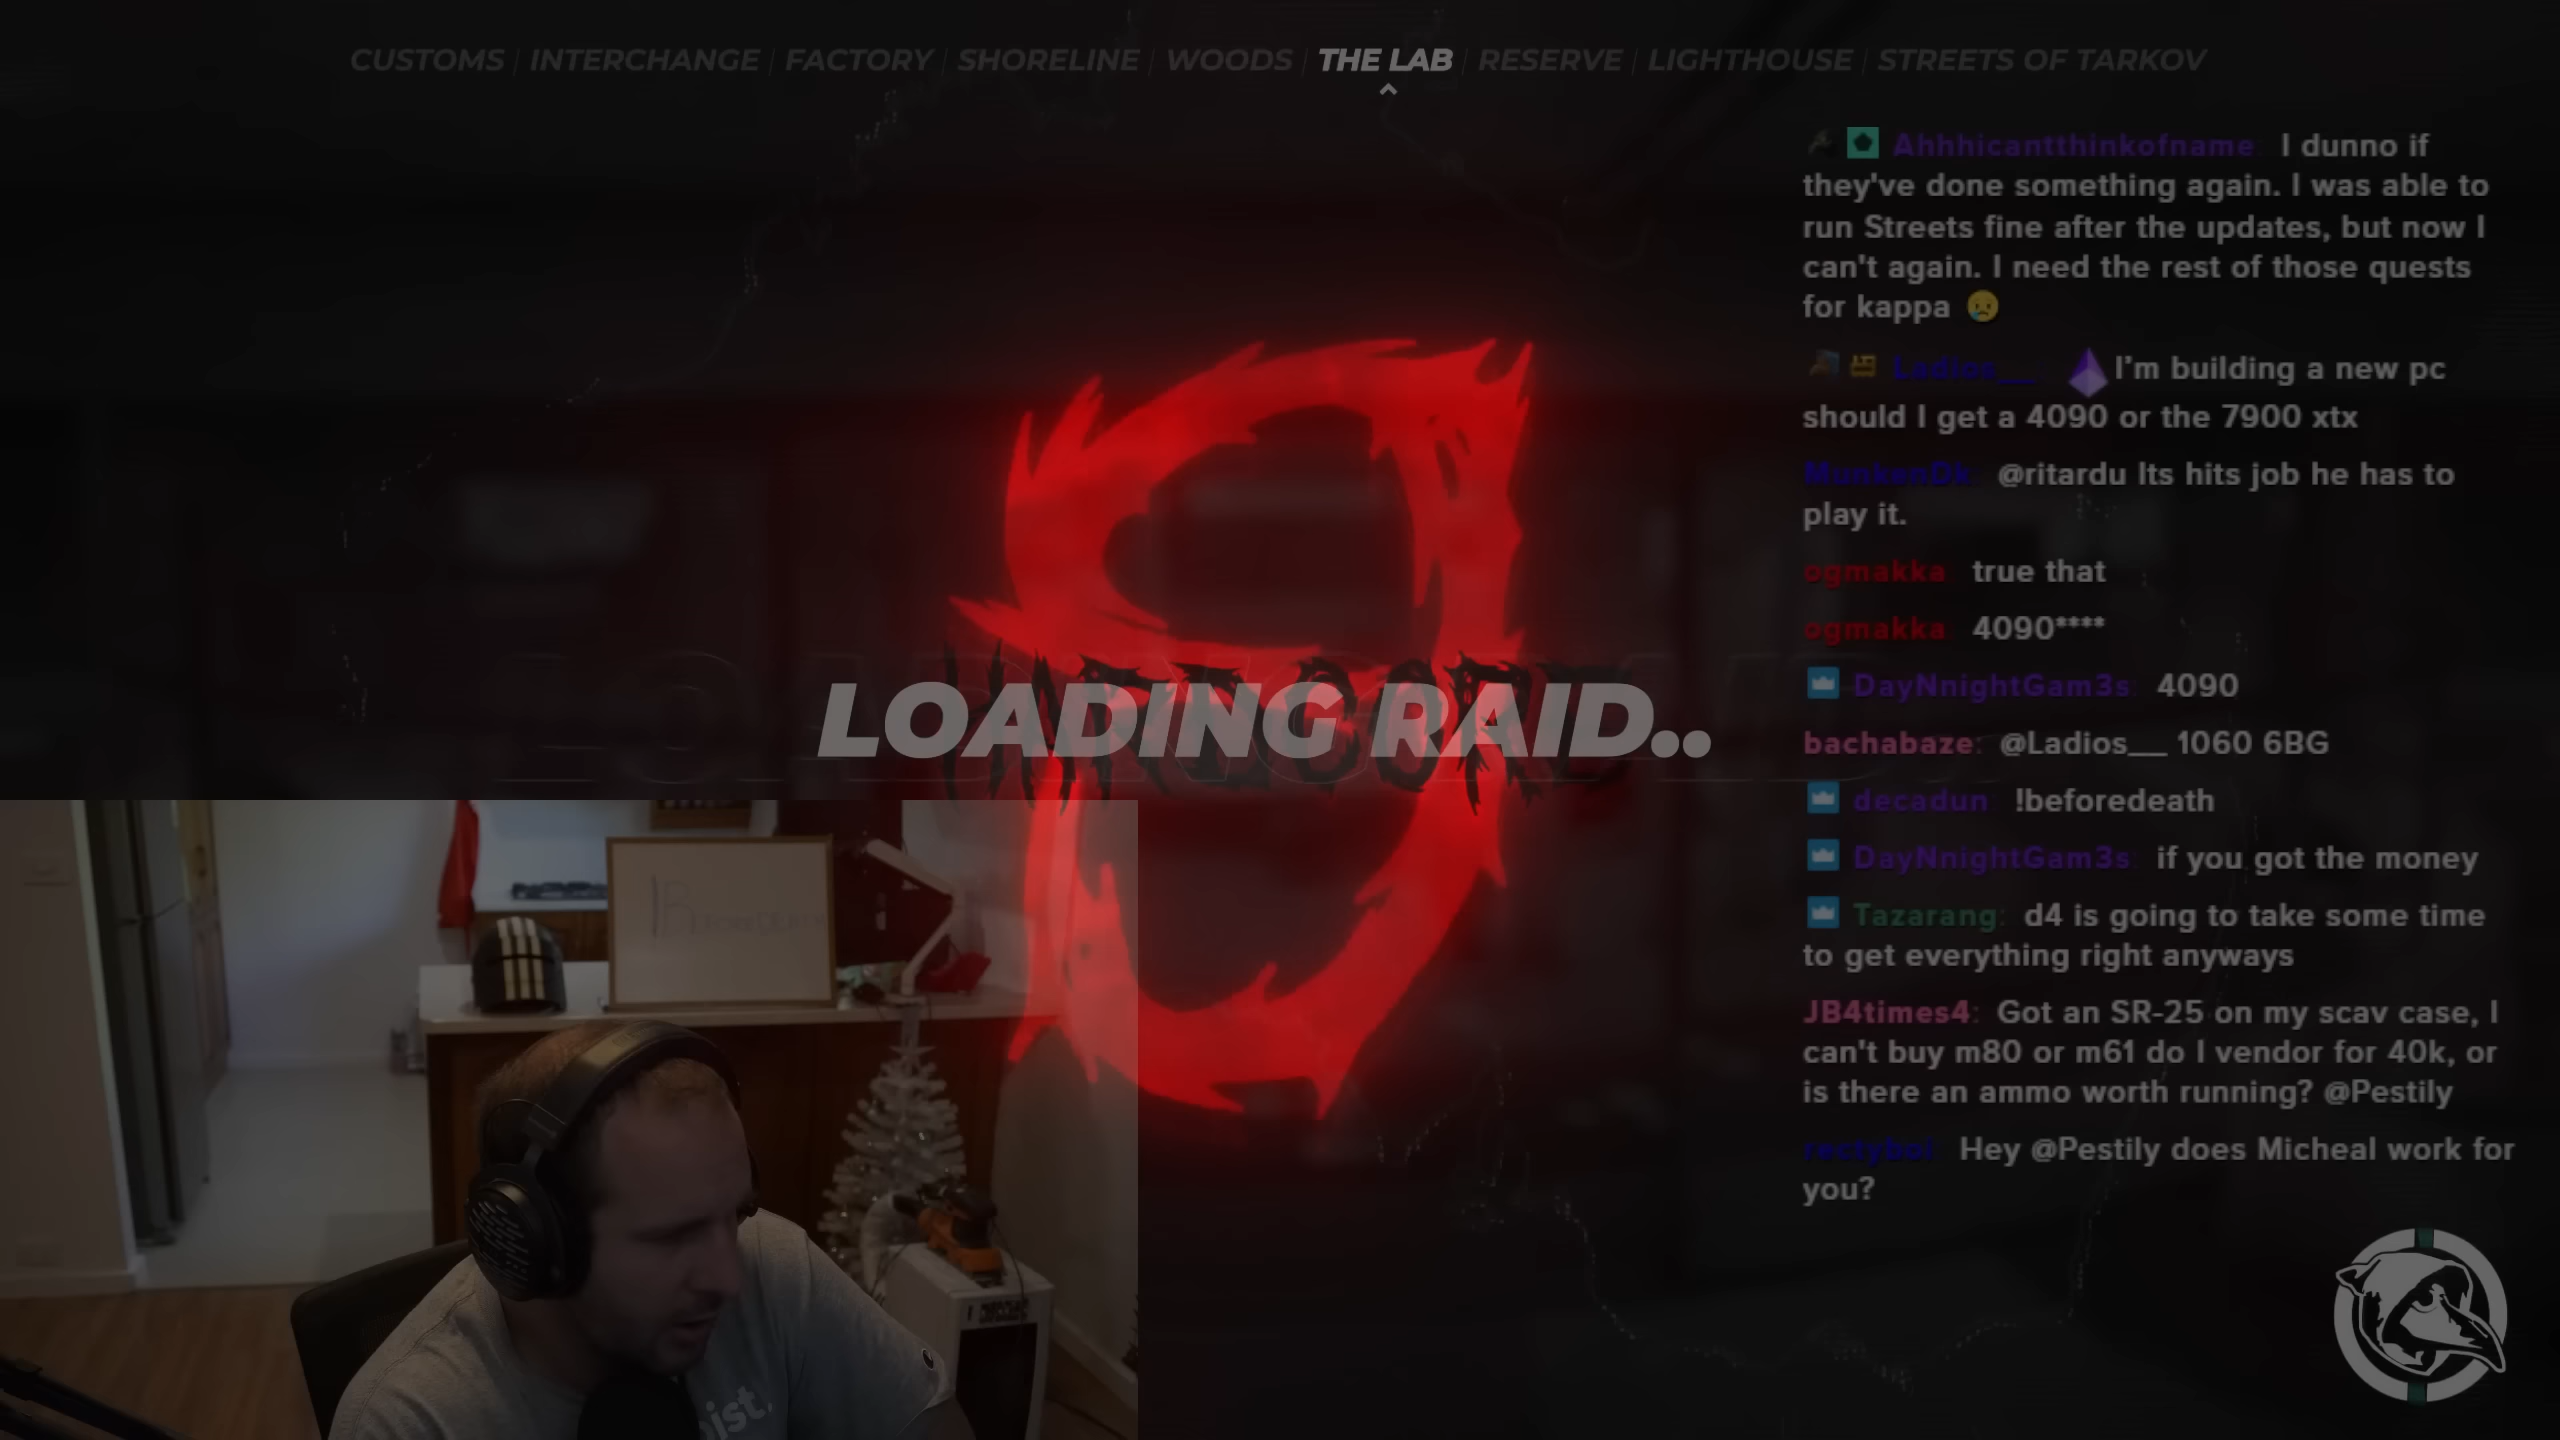 CUSTOMS | INTERCHANGE | FACTORY | SHORELINE | WOODS | THE LAB | RESERVE | LIGHTHOUSE | STREETS OF TARKOV
Ahhhicantthinkofname: I dunno if
they've done something again. I was able to
run Streets fine after the updates, but now I
can't again. I need the rest of those quests
for kappa 😥
Ladios__: I'm building a new pc
should I get a 4090 or the 7900 xtx
MunkenDk: @ritardu Its hits job he has to
play it.
ogmakka: true that
ogmakka: 4090****
DayNnightGam3s: 4090
bachabaze: @Ladios__ 1060 6BG
decadun: !beforedeath
DayNnightGam3s: if you got the money
Tazarang: d4 is going to take some time
to get everything right anyways
JB4times4: Got an SR-25 on my scav case, I
can't buy m80 or m61 do I vendor for 40k, or
is there an ammo worth running? @Pestily
rectyboi: Hey @Pestily does Micheal work for
you?
LOADING RAID..
!BEFOREDEATH